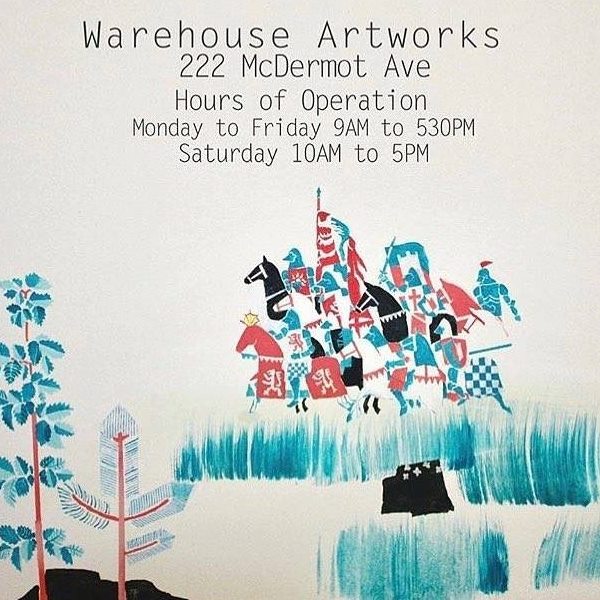 Warehouse Artworks
222 McDermot Ave
Hours of Operation
Monday to Friday 9AM to 530PM
Saturday 10AM to 5PM